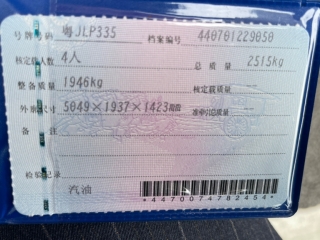 号牌号码 粤JLP335 档案编号 440701229050
核定载人数 4人 总质量 2515kg
整备质量 1946kg 核定载质量
外廓尺寸 5049×1937×1423mm 准牵引总质量
备注
检验记录
汽油
*4470074782454*